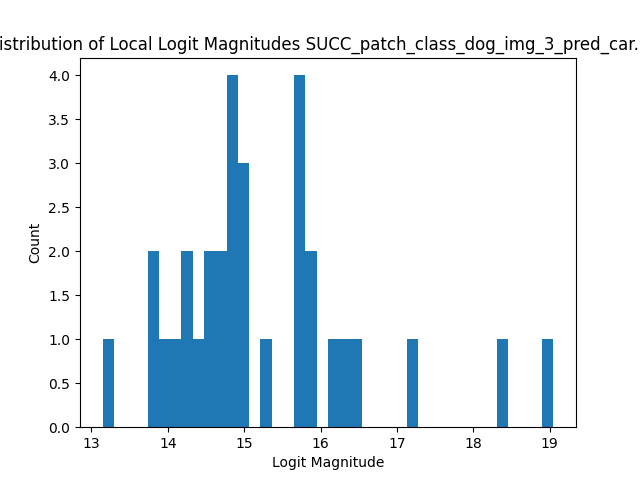 istribution of Local Logit Magnitudes SUCC_patch_class_dog_img_3_pred_car.
4.0
3.5
3.0
2.5
2.0
1.5
1.0
0.5
0.0
Count
13 14 15 16 17 18 19
Logit Magnitude